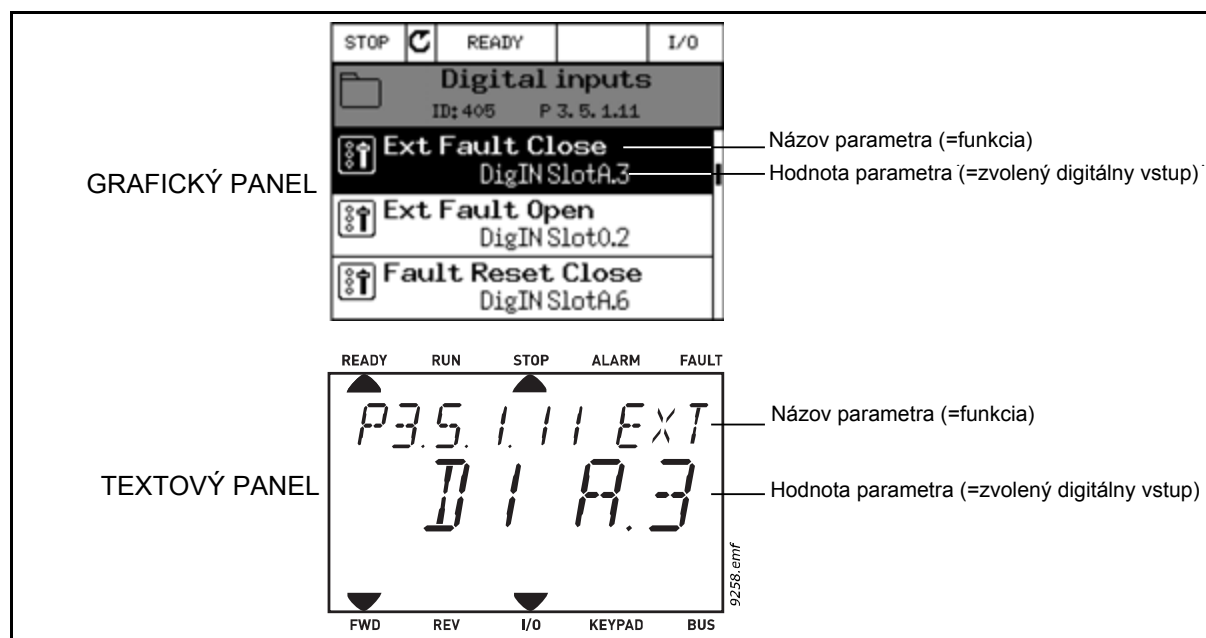 STOP READY I/O
Digital inputs
ID: 405 P 3.5.1.11
Ext Fault Close
DigIN SlotA.3
Ext Fault Open
DigIN Slot0.2
Fault Reset Close
DigIN SlotA.6
GRAFICKÝ PANEL
Názov parametra (=funkcia)
Hodnota parametra (=zvolený digitálny vstup)
READY RUN STOP ALARM FAULT
P3.5.1.11 EXT
DI A.3
FWD REV I/O KEYPAD BUS
TEXTOVÝ PANEL
Názov parametra (=funkcia)
Hodnota parametra (=zvolený digitálny vstup)
9258.emf